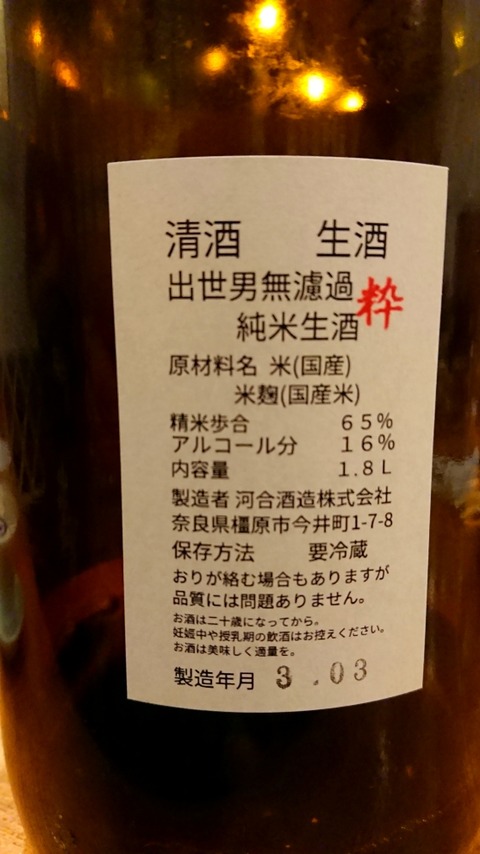 清酒 生酒
出世男無濾過
純米生酒 粋
原材料名 米(国産)
米麹(国産米)
精米歩合 65%
アルコール分 16%
内容量 1.8L
製造者 河合酒造株式会社
奈良県橿原市今井町1-7-8
保存方法 要冷蔵
おりが絡む場合もありますが
品質には問題ありません。
お酒は二十歳になってから。
妊娠中や授乳期の飲酒はお控えください。
お酒は美味しく適量を。
製造年月 3.03